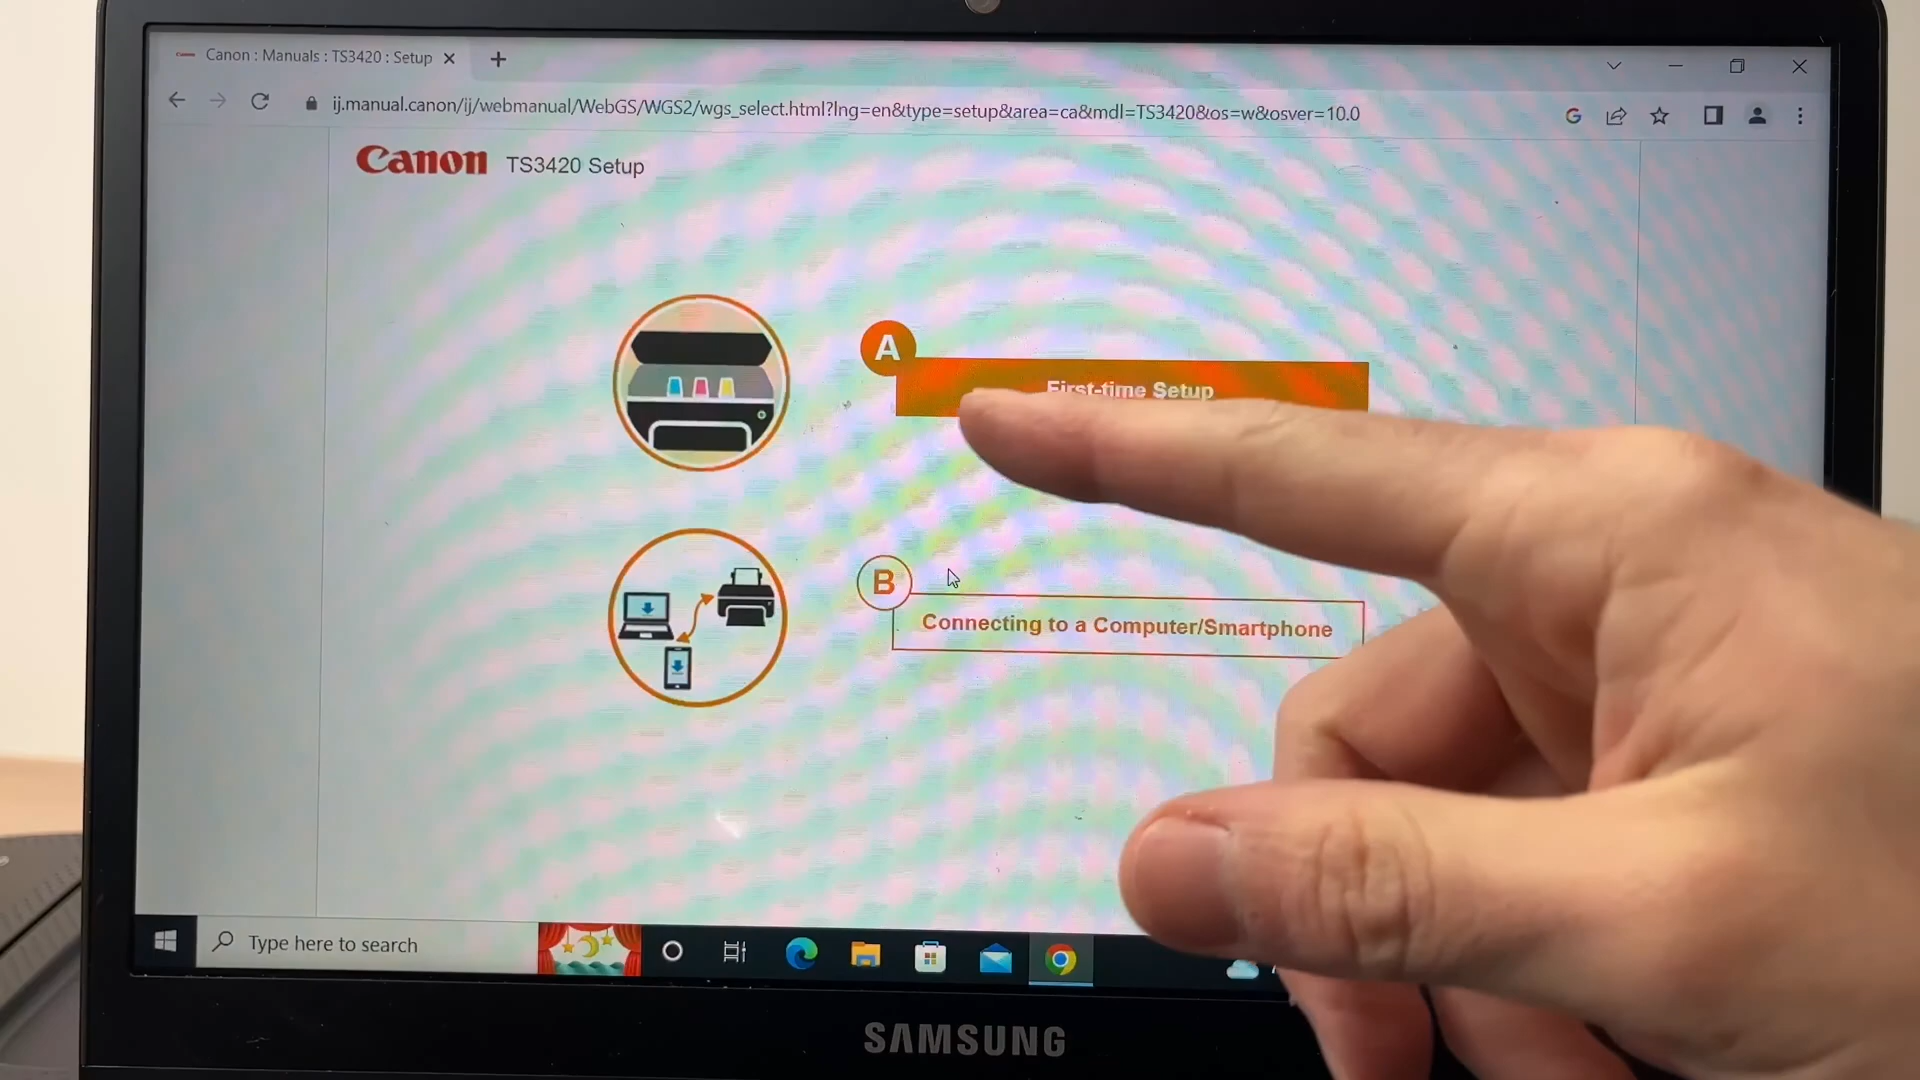 Canon : Manuals : TS3420 : Setup
ij.manual.canon/ij/webmanual/WebGS/WGS2/wgs_select.html?lng=en&type=setup&area=ca&mdl=TS3420&os=w&osver=10.0
Canon TS3420 Setup
A
First-time Setup
B
Connecting to a Computer/Smartphone
Type here to search
SAMSUNG